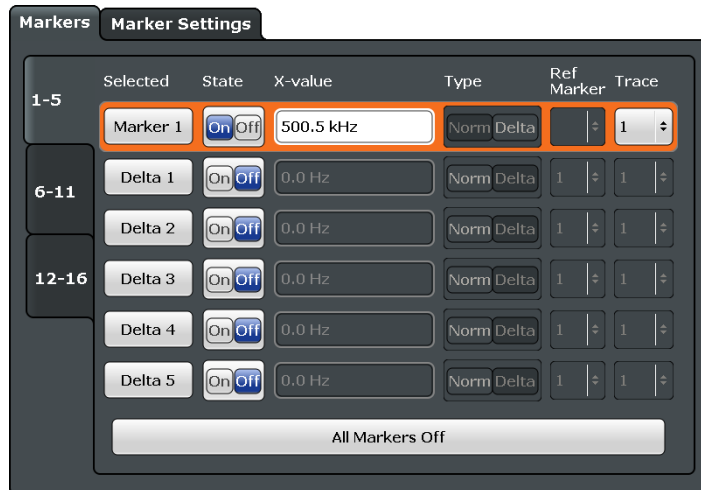 Markers Marker Settings
1-5
6-11
12-16
Selected State X-value Type Ref Marker Trace
Marker 1 On Off 500.5 kHz Norm Delta 1
Delta 1 On Off 0.0 Hz Norm Delta 1 1
Delta 2 On Off 0.0 Hz Norm Delta 1 1
Delta 3 On Off 0.0 Hz Norm Delta 1 1
Delta 4 On Off 0.0 Hz Norm Delta 1 1
Delta 5 On Off 0.0 Hz Norm Delta 1 1
All Markers Off